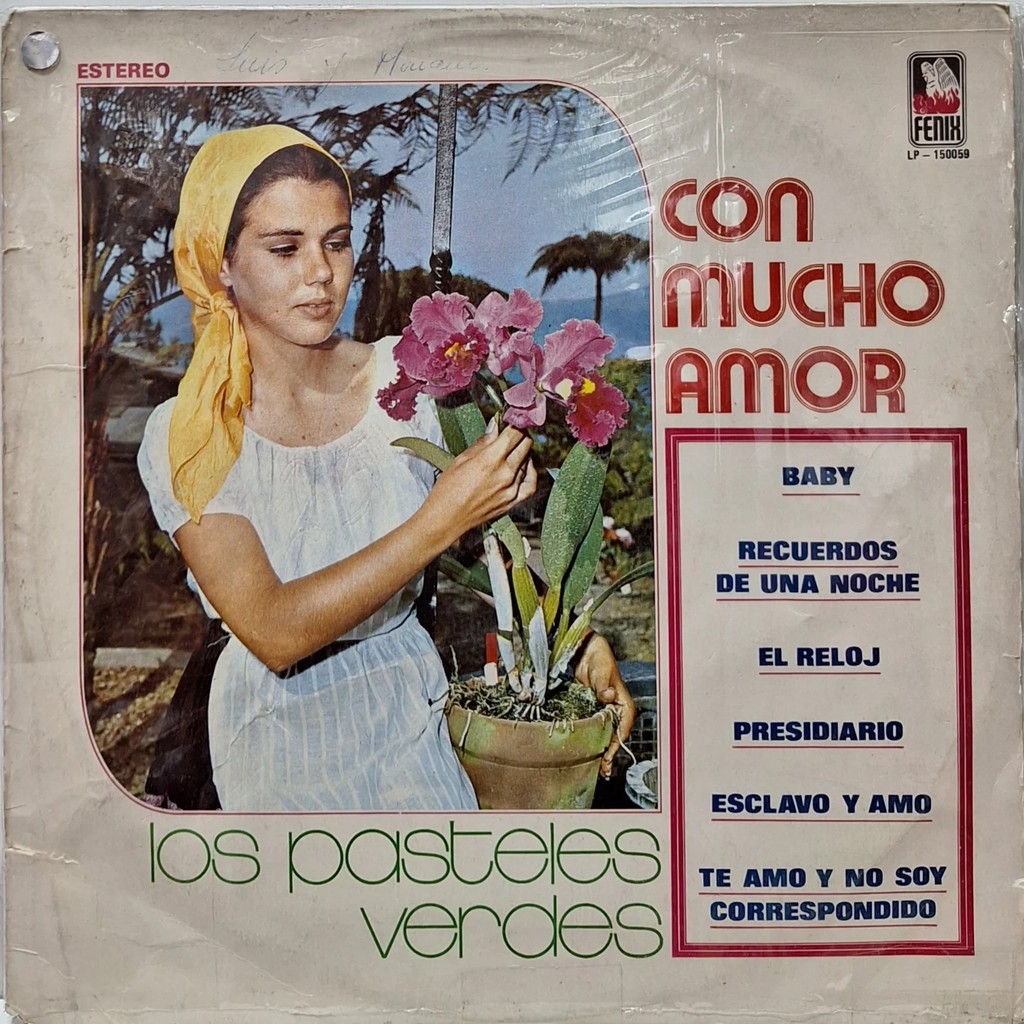 ESTEREO
Luis y
FENIX
LP - 150059
CON
MUCHO
AMOR
BABY
RECUERDOS
DE UNA NOCHE
EL RELOJ
PRESIDIARIO
ESCLAVO Y AMO
TE AMO Y NO SOY
CORRESPONDIDO
los pasteles
verdes